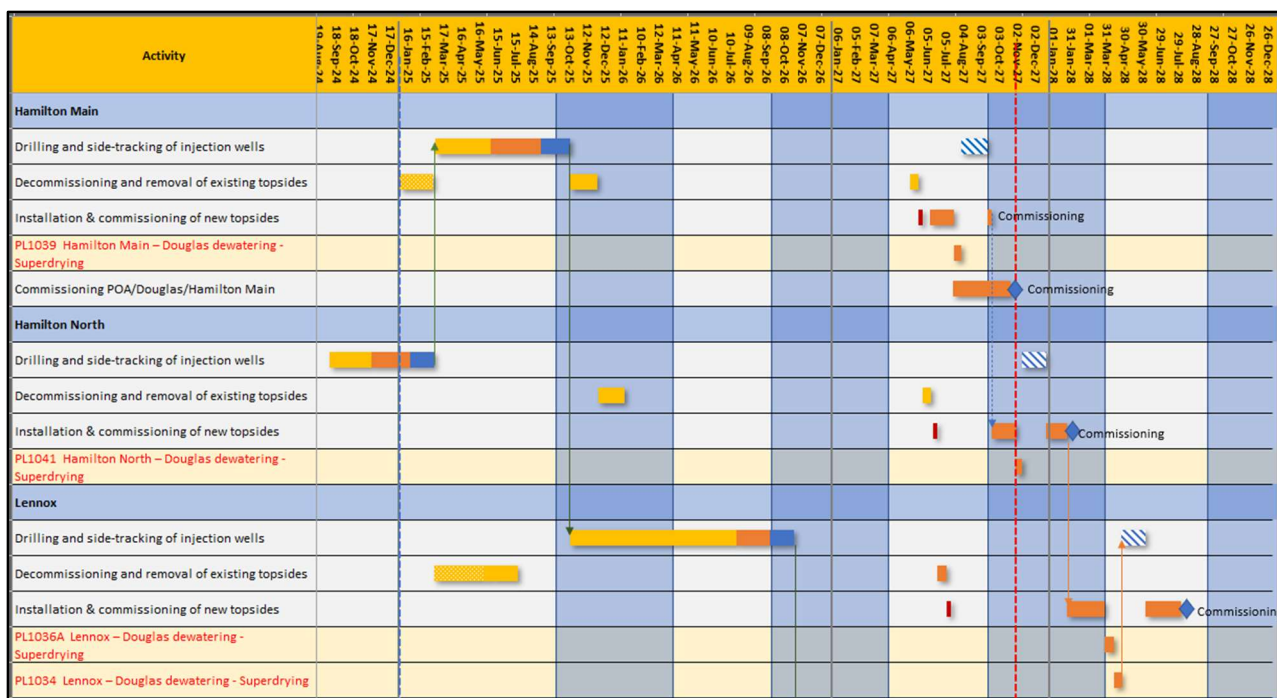 Activity
19-Aug-24
18-Sep-24
18-Oct-24
17-Nov-24
17-Dec-24
16-Jan-25
15-Feb-25
17-Mar-25
16-Apr-25
16-May-25
15-Jun-25
15-Jul-25
14-Aug-25
13-Sep-25
13-Oct-25
12-Nov-25
12-Dec-25
11-Jan-26
10-Feb-26
12-Mar-26
11-Apr-26
11-May-26
10-Jun-26
10-Jul-26
09-Aug-26
08-Sep-26
08-Oct-26
07-Nov-26
07-Dec-26
06-Jan-27
05-Feb-27
07-Mar-27
06-Apr-27
06-May-27
05-Jun-27
05-Jul-27
04-Aug-27
03-Sep-27
03-Oct-27
02-Nov-27
02-Dec-27
01-Jan-28
31-Jan-28
01-Mar-28
31-Mar-28
30-Apr-28
30-May-28
29-Jun-28
29-Jul-28
28-Aug-28
27-Sep-28
27-Oct-28
26-Nov-28
26-Dec-28
Hamilton Main
Drilling and side-tracking of injection wells
Decommissioning and removal of existing topsides
Installation & commissioning of new topsides
Commissioning
PL1039 Hamilton Main – Douglas dewatering -
Superdrying
Commissioning POA/Douglas/Hamilton Main
Commissioning
Hamilton North
Drilling and side-tracking of injection wells
Decommissioning and removal of existing topsides
Installation & commissioning of new topsides
Commissioning
PL1041 Hamilton North – Douglas dewatering -
Superdrying
Lennox
Drilling and side-tracking of injection wells
Decommissioning and removal of existing topsides
Installation & commissioning of new topsides
Commissionin
PL1036A Lennox – Douglas dewatering -
Superdrying
PL1034 Lennox – Douglas dewatering - Superdrying